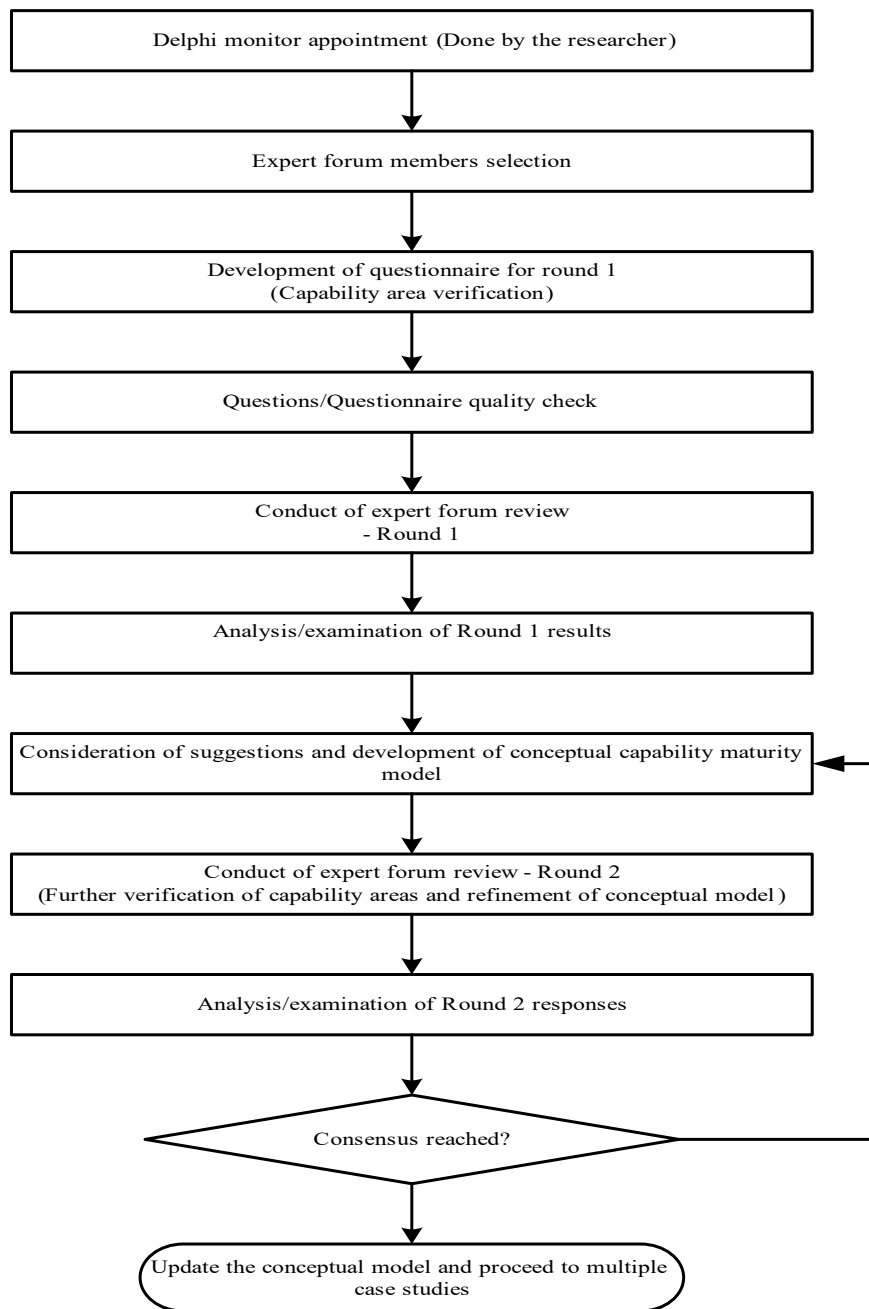 Delphi monitor appointment (Done by the researcher)
Expert forum members selection
Development of questionnaire for round 1
(Capability area verification)
Questions/Questionnaire quality check
Conduct of expert forum review
- Round 1
Analysis/examination of Round 1 results
Consideration of suggestions and development of conceptual capability maturity
model
Conduct of expert forum review - Round 2
(Further verification of capability areas and refinement of conceptual model)
Analysis/examination of Round 2 responses
Consensus reached?
Update the conceptual model and proceed to multiple
case studies